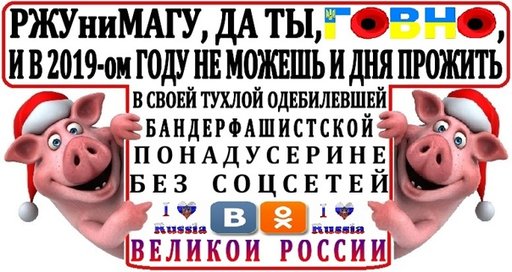 РЖУниМАГУ, ДА ТЫ, ГОВНО,
И В 2019-ом ГОДУ НЕ МОЖЕШЬ И ДНЯ ПРОЖИТЬ
В СВОЕЙ ТУХЛОЙ ОДЕБИЛЕВШЕЙ
БАНДЕРФАШИСТСКОЙ
ПОНАДУСЕРИНЕ
БЕЗ СОЦСЕТЕЙ
I Russia В I Russia
ВЕЛИКОИ РОССИИ